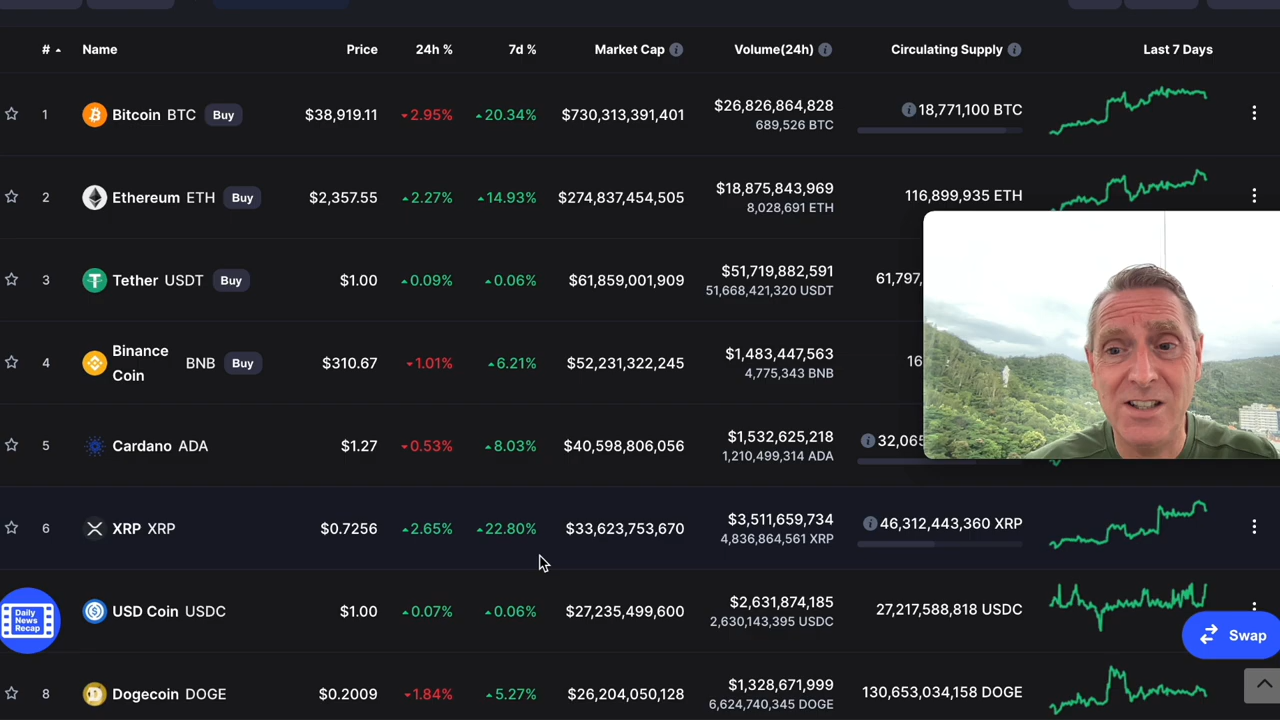 # Name Price 24h % 7d % Market Cap Volume(24h) Circulating Supply Last 7 Days
1 Bitcoin BTC Buy $38,919.11 2.95% 20.34% $730,313,391,401 $26,826,864,828 18,771,100 BTC
689,526 BTC
2 Ethereum ETH Buy $2,357.55 2.27% 14.93% $274,837,454,505 $18,875,843,969 116,899,935 ETH
8,028,691 ETH
3 Tether USDT Buy $1.00 0.09% 0.06% $61,859,001,909 $51,719,882,591 61,797,
51,668,421,320 USDT
4 Binance Coin BNB Buy $310.67 1.01% 6.21% $52,231,322,245 $1,483,447,563 16
4,775,343 BNB
5 Cardano ADA $1.27 0.53% 8.03% $40,598,806,056 $1,532,625,218 32,065
1,210,499,314 ADA
6 XRP XRP $0.7256 2.65% 22.80% $33,623,753,670 $3,511,659,734 46,312,443,360 XRP
4,836,864,561 XRP
USD Coin USDC $1.00 0.07% 0.06% $27,235,499,600 $2,631,874,185 27,217,588,818 USDC
2,630,143,395 USDC
Daily
News
Recap
Swap
8 Dogecoin DOGE $0.2009 1.84% 5.27% $26,204,050,128 $1,328,671,999 130,653,034,158 DOGE
6,624,740,345 DOGE